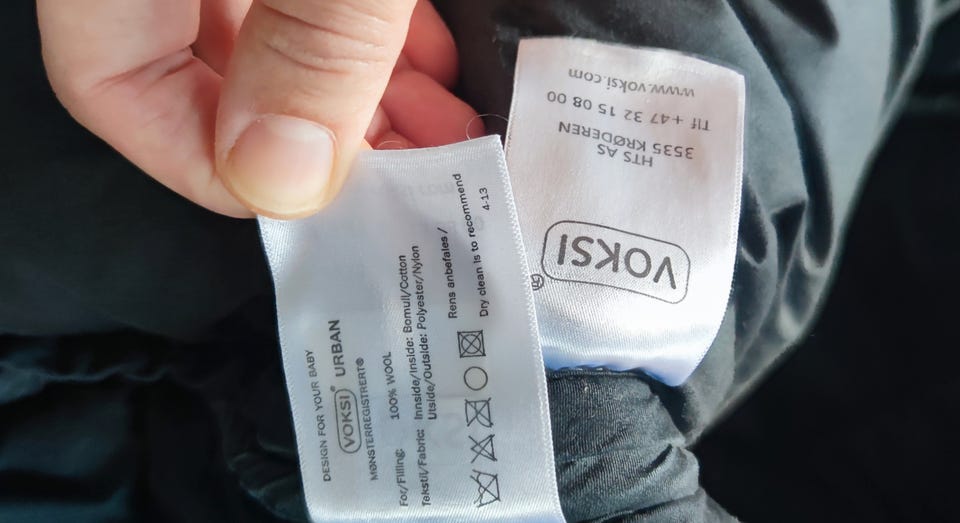 DESIGN FOR YOUR BABY
VOKSI® URBAN
MØNSTERREGISTRERT®
For/Filling: 100% WOOL
Tekstil/Fabric: Innside/Inside: Bomull/Cotton
Utside/Outside: Polyester/Nylon
Rens anbefales/
Dry clean is to recommend
4-13
VOKSI®
HTS AS
3535 KRØDEREN
Tlf + 47 32 15 08 00
www.voksi.com